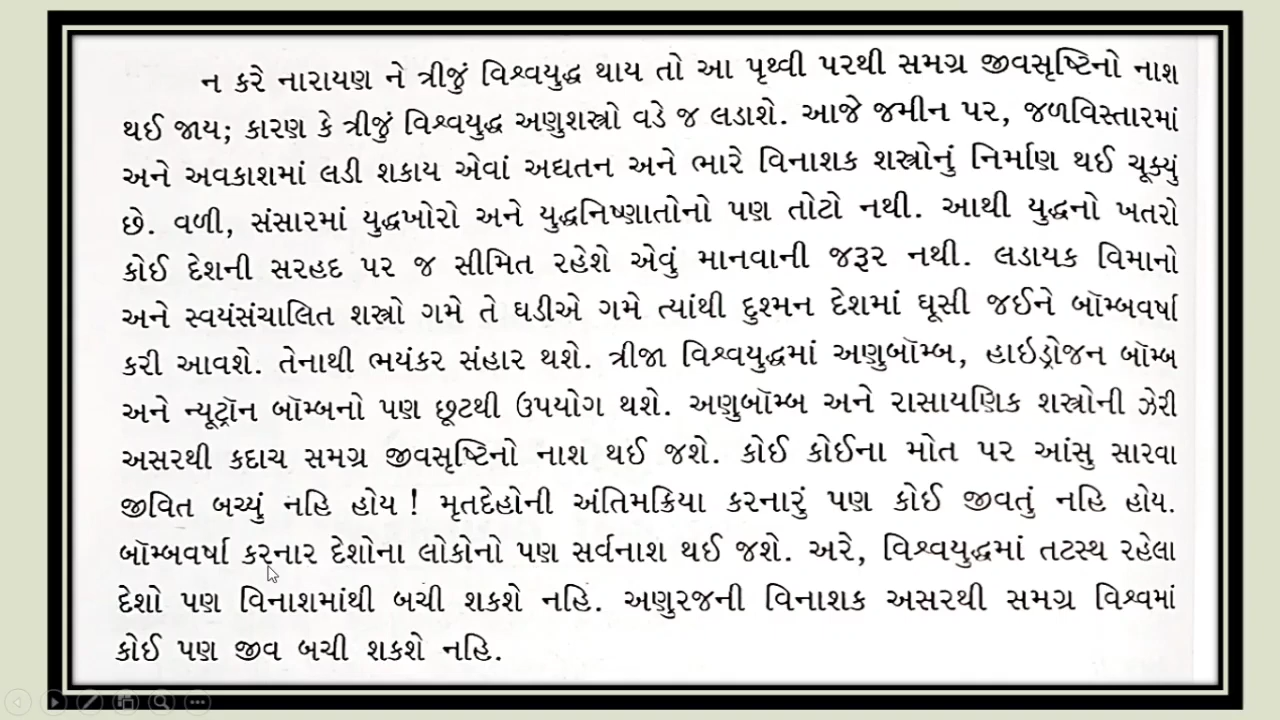 ન કરે નારાયણ ને ત્રીજું વિશ્વયુદ્ધ થાય તો આ પૃથ્વી પરથી સમગ્ર જીવસૃષ્ટિનો નાશ
થઈ જાય; કારણ કે ત્રીજું વિશ્વયુદ્ધ અણુશસ્ત્રો વડે જ લડાશે. આજે જમીન પર, જળવિસ્તારમાં
અને અવકાશમાં લડી શકાય એવાં અદ્યતન અને ભારે વિનાશક શસ્ત્રોનું નિર્માણ થઈ ચૂક્યું
છે. વળી, સંસારમાં યુદ્ધખોરો અને યુદ્ધનિષ્ણાતોનો પણ તોટો નથી. આથી યુદ્ધનો ખતરો
કોઈ દેશની સરહદ પર જ સીમિત રહેશે એવું માનવાની જરૂર નથી. લડાયક વિમાનો
અને સ્વયંસંચાલિત શસ્ત્રો ગમે તે ઘડીએ ગમે ત્યાંથી દુશ્મન દેશમાં ઘૂસી જઈને બૉમ્બવર્ષા
કરી આવશે. તેનાથી ભયંકર સંહાર થશે. ત્રીજા વિશ્વયુદ્ધમાં અણુબૉમ્બ, હાઇડ્રોજન બૉમ્બ
અને ન્યૂટ્રૉન બૉમ્બનો પણ છૂટથી ઉપયોગ થશે. અણુબૉમ્બ અને રાસાયણિક શસ્ત્રોની ઝેરી
અસરથી કદાચ સમગ્ર જીવસૃષ્ટિનો નાશ થઈ જશે. કોઈ કોઈના મોત પર આંસુ સારવા
જીવિત બચ્યું નહિ હોય ! મૃતદેહોની અંતિમક્રિયા કરનારું પણ કોઈ જીવતું નહિ હોય.
બૉમ્બવર્ષા કરનાર દેશોના લોકોનો પણ સર્વનાશ થઈ જશે. અરે, વિશ્વયુદ્ધમાં તટસ્થ રહેલા
દેશો પણ વિનાશમાંથી બચી શકશે નહિ. અણુરજની વિનાશક અસરથી સમગ્ર વિશ્વમાં
કોઈ પણ જીવ બચી શકશે નહિ.